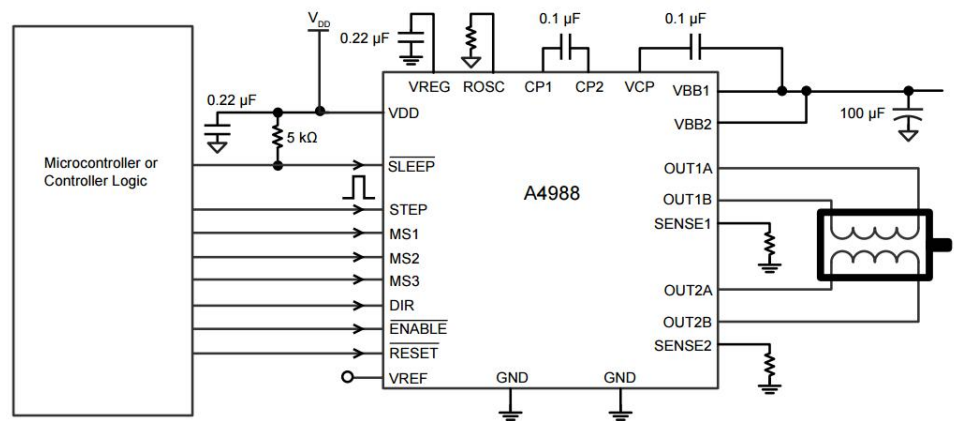 V_DD
0.22 µF
0.1 µF
0.1 µF
0.22 µF
5 kΩ
100 µF
Microcontroller or
Controller Logic
A4988
VREG
ROSC
CP1
CP2
VCP
VBB1
VBB2
VDD
SLEEP
STEP
MS1
MS2
MS3
DIR
ENABLE
RESET
VREF
GND
GND
OUT1A
OUT1B
SENSE1
OUT2A
OUT2B
SENSE2